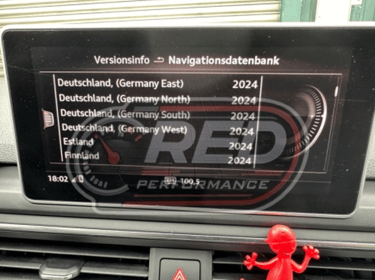 Versionsinfo Navigationsdatenbank
Deutschland, (Germany East) 2024
Deutschland, (Germany North) 2024
Deutschland, (Germany South) 2024
Deutschland, (Germany West) 2024
Estland 2024
Finnland 2024
RED
PERFORMANCE
18:02 100.5